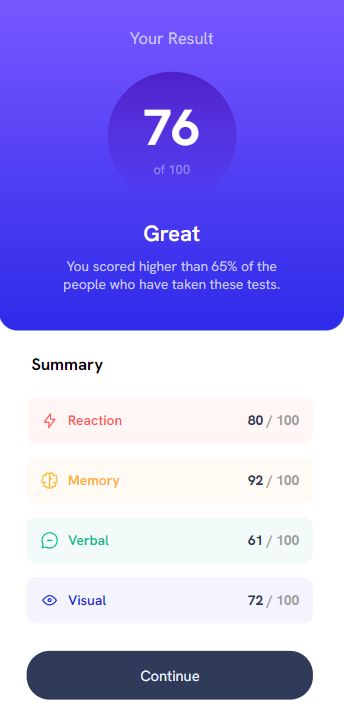 Your Result
76
of 100
Great
You scored higher than 65% of the
people who have taken these tests.
Summary
Reaction 80 / 100
Memory 92 / 100
Verbal 61 / 100
Visual 72 / 100
Continue